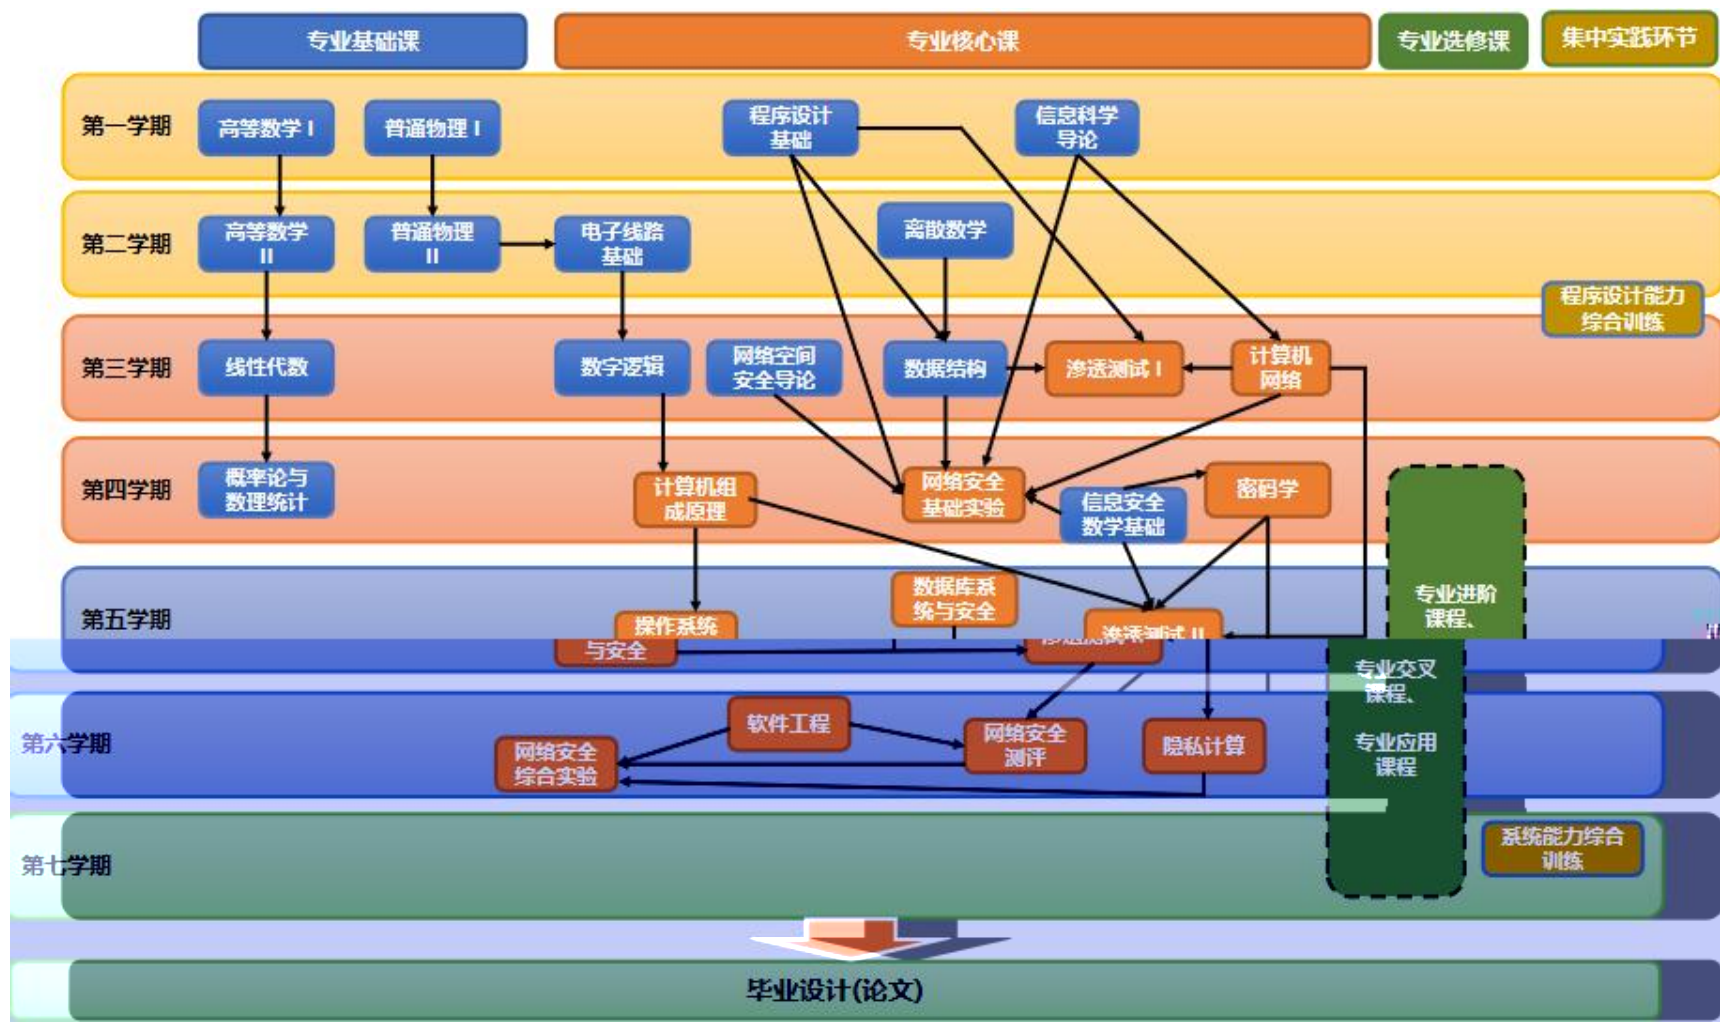 专业基础课
专业核心课
专业选修课
集中实践环节
第一学期
高等数学 I
普通物理 I
程序设计
基础
信息科学
导论
第二学期
高等数学
II
普通物理
II
电子线路
基础
离散数学
程序设计能力
综合训练
第三学期
线性代数
数字逻辑
网络空间
安全导论
数据结构
渗透测试 I
计算机
网络
第四学期
概率论与
数理统计
计算机组
成原理
网络安全
基础实验
信息安全
数学基础
密码学
第五学期
操作系统
与安全
数据库系
统与安全
渗透测试 II
专业进阶
课程、
专业交叉
课程、
专业应用
课程
第六学期
网络安全
综合实验
软件工程
网络安全
测评
隐私计算
第七学期
系统能力综合
训练
毕业设计(论文)